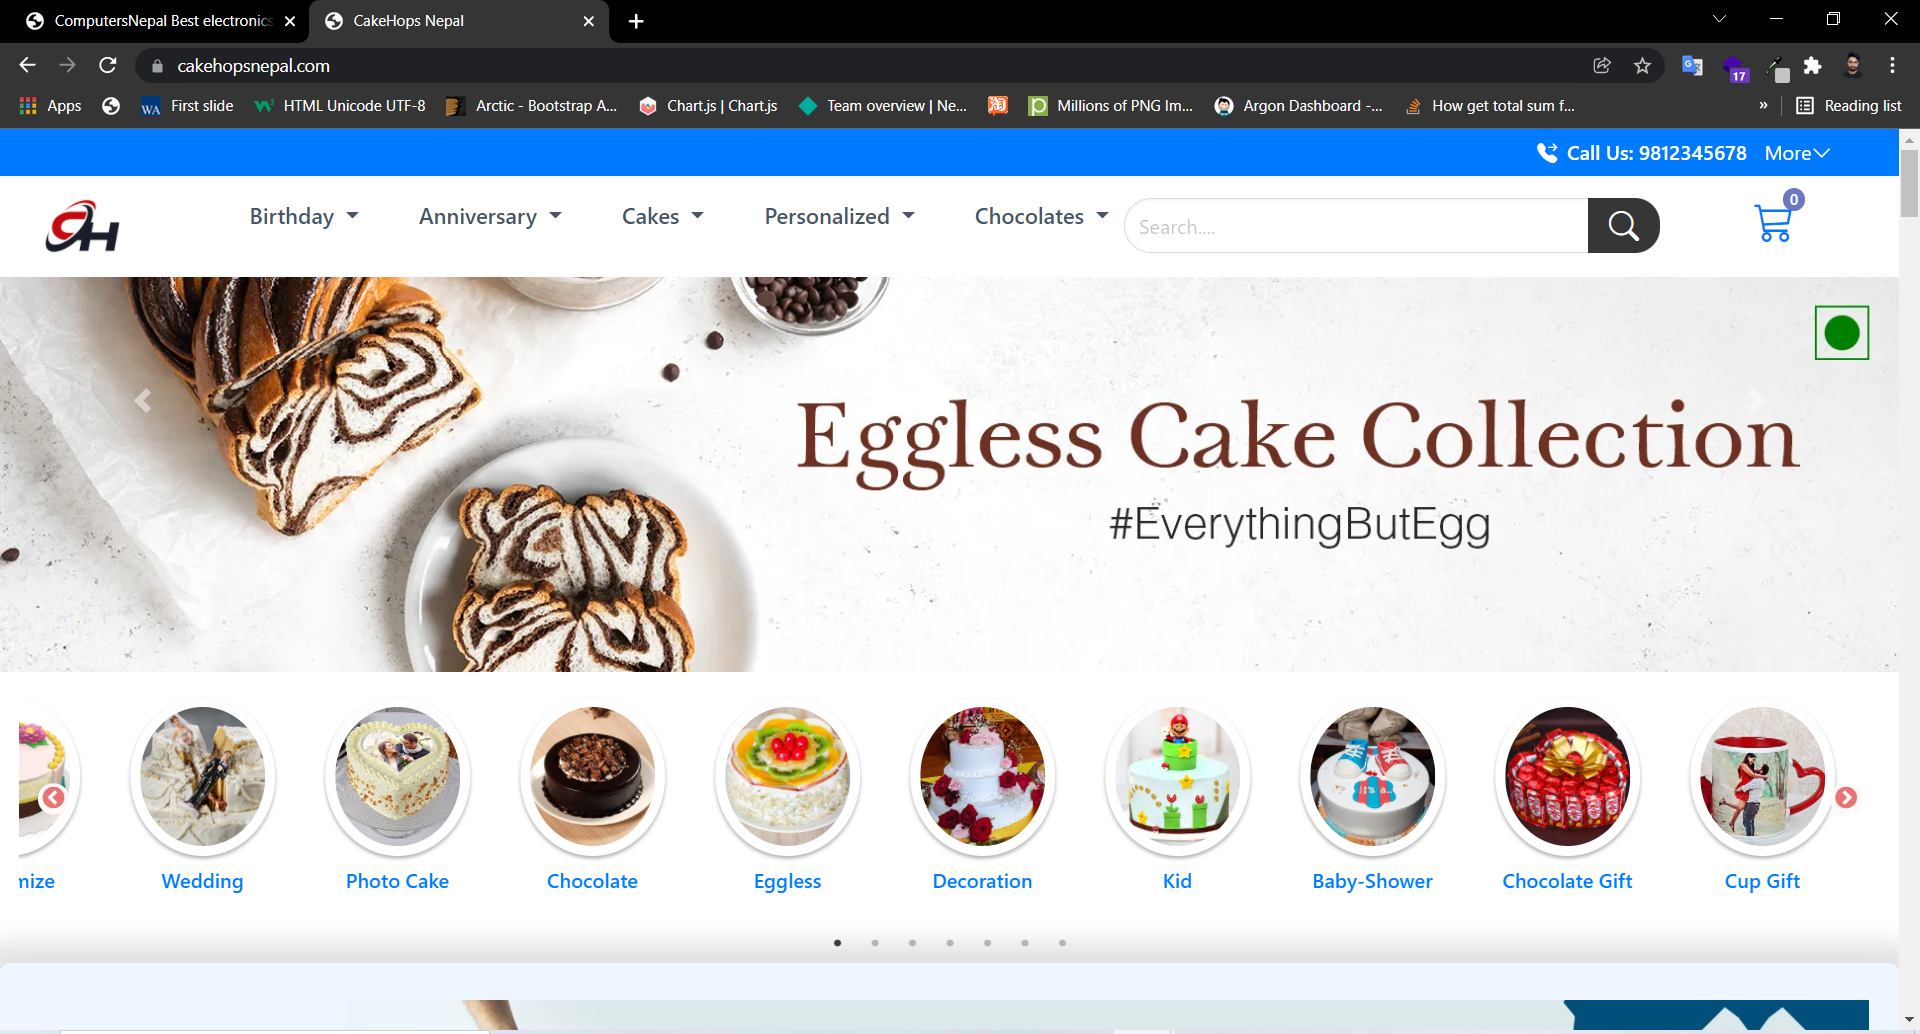 ComputersNepal Best electronics
CakeHops Nepal
cakehopsnepal.com
17
Apps
First slide
HTML Unicode UTF-8
Arctic - Bootstrap A...
Chart.js | Chart.js
Team overview | Ne...
Millions of PNG Im...
Argon Dashboard -...
How get total sum f...
»
Reading list
Call Us: 9812345678
More
CH
Birthday
Anniversary
Cakes
Personalized
Chocolates
Search....
0
Eggless Cake Collection
#EverythingButEgg
mize
Wedding
Photo Cake
Chocolate
Eggless
Decoration
Kid
Baby-Shower
Chocolate Gift
Cup Gift